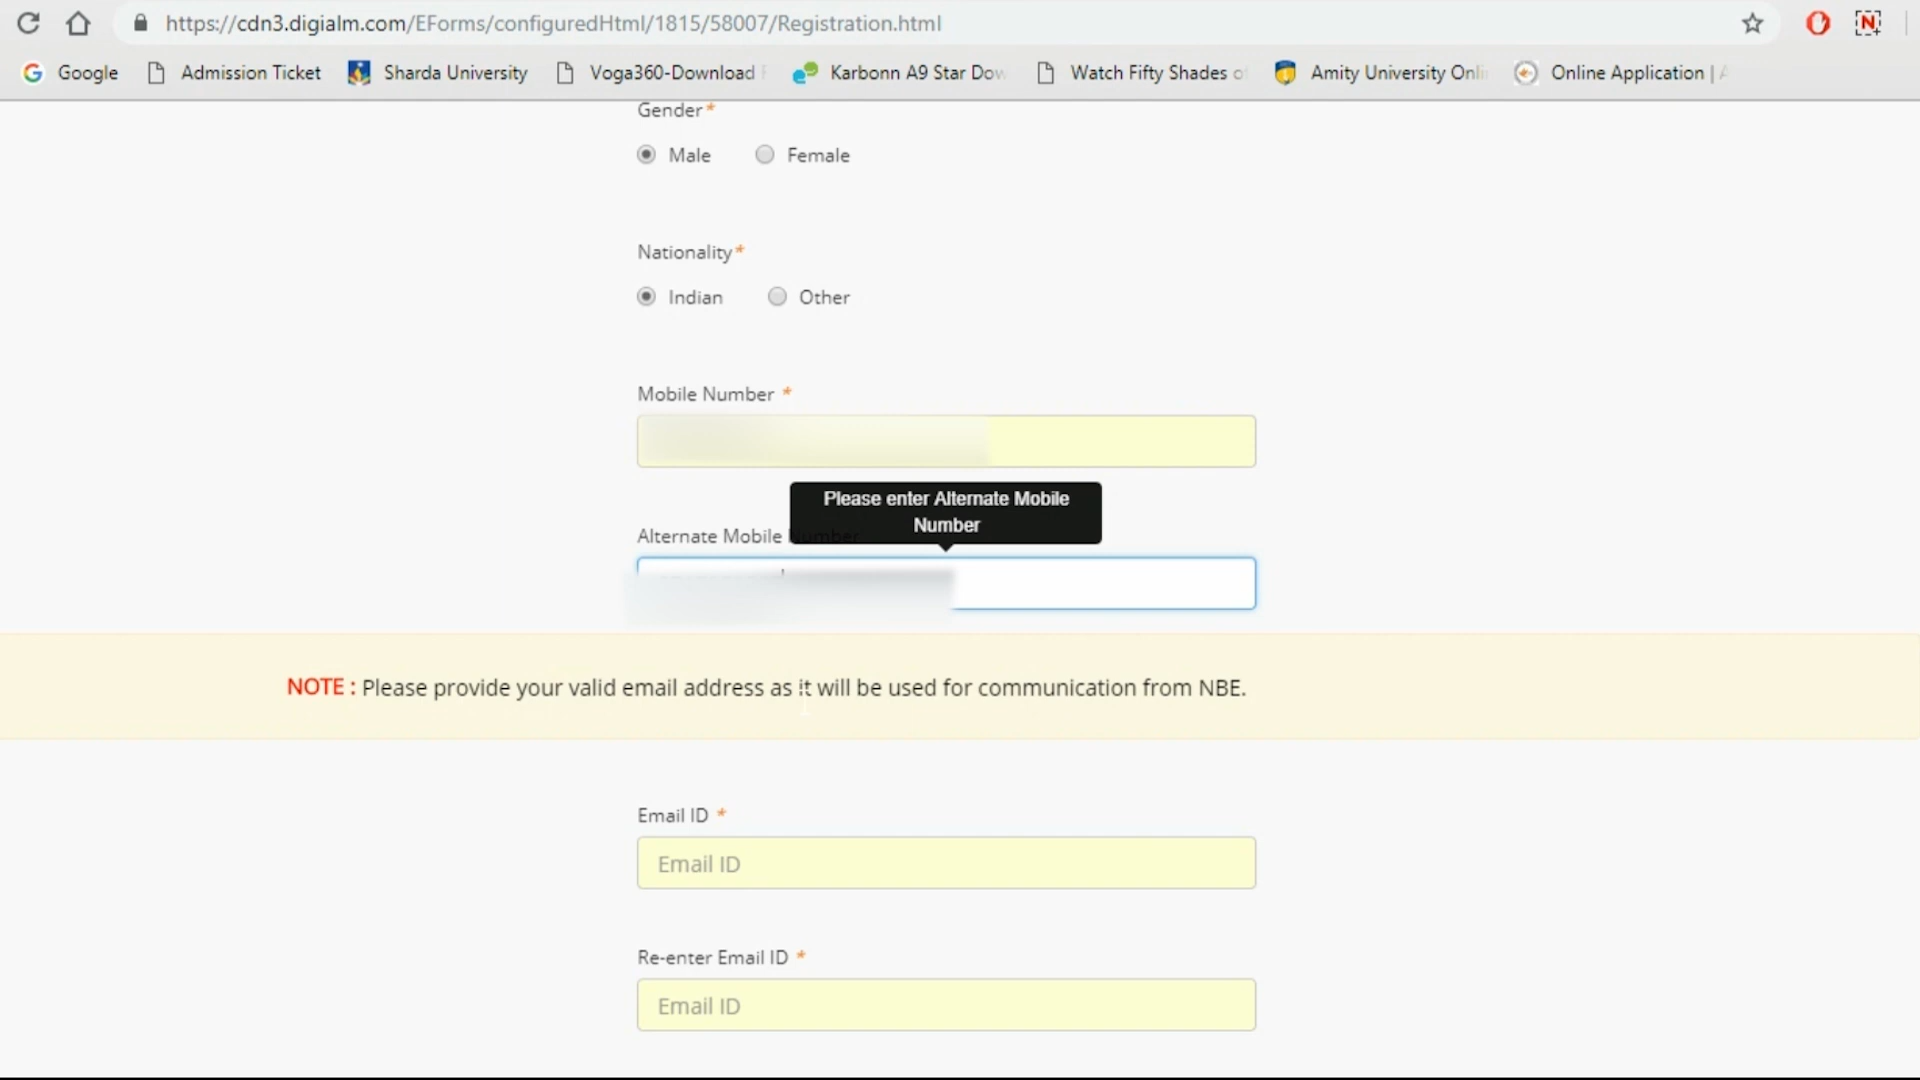 https://cdn3.digialm.com/EForms/configuredHtml/1815/58007/Registration.html
Google Admission Ticket Sharda University Voga360-Download Karbonn A9 Star Dow Watch Fifty Shades of Amity University Onli Online Application |
Gender*
Male Female
Nationality*
Indian Other
Mobile Number *
Please enter Alternate Mobile
Number
Alternate Mobile Number
NOTE : Please provide your valid email address as it will be used for communication from NBE.
Email ID *
Email ID
Re-enter Email ID *
Email ID